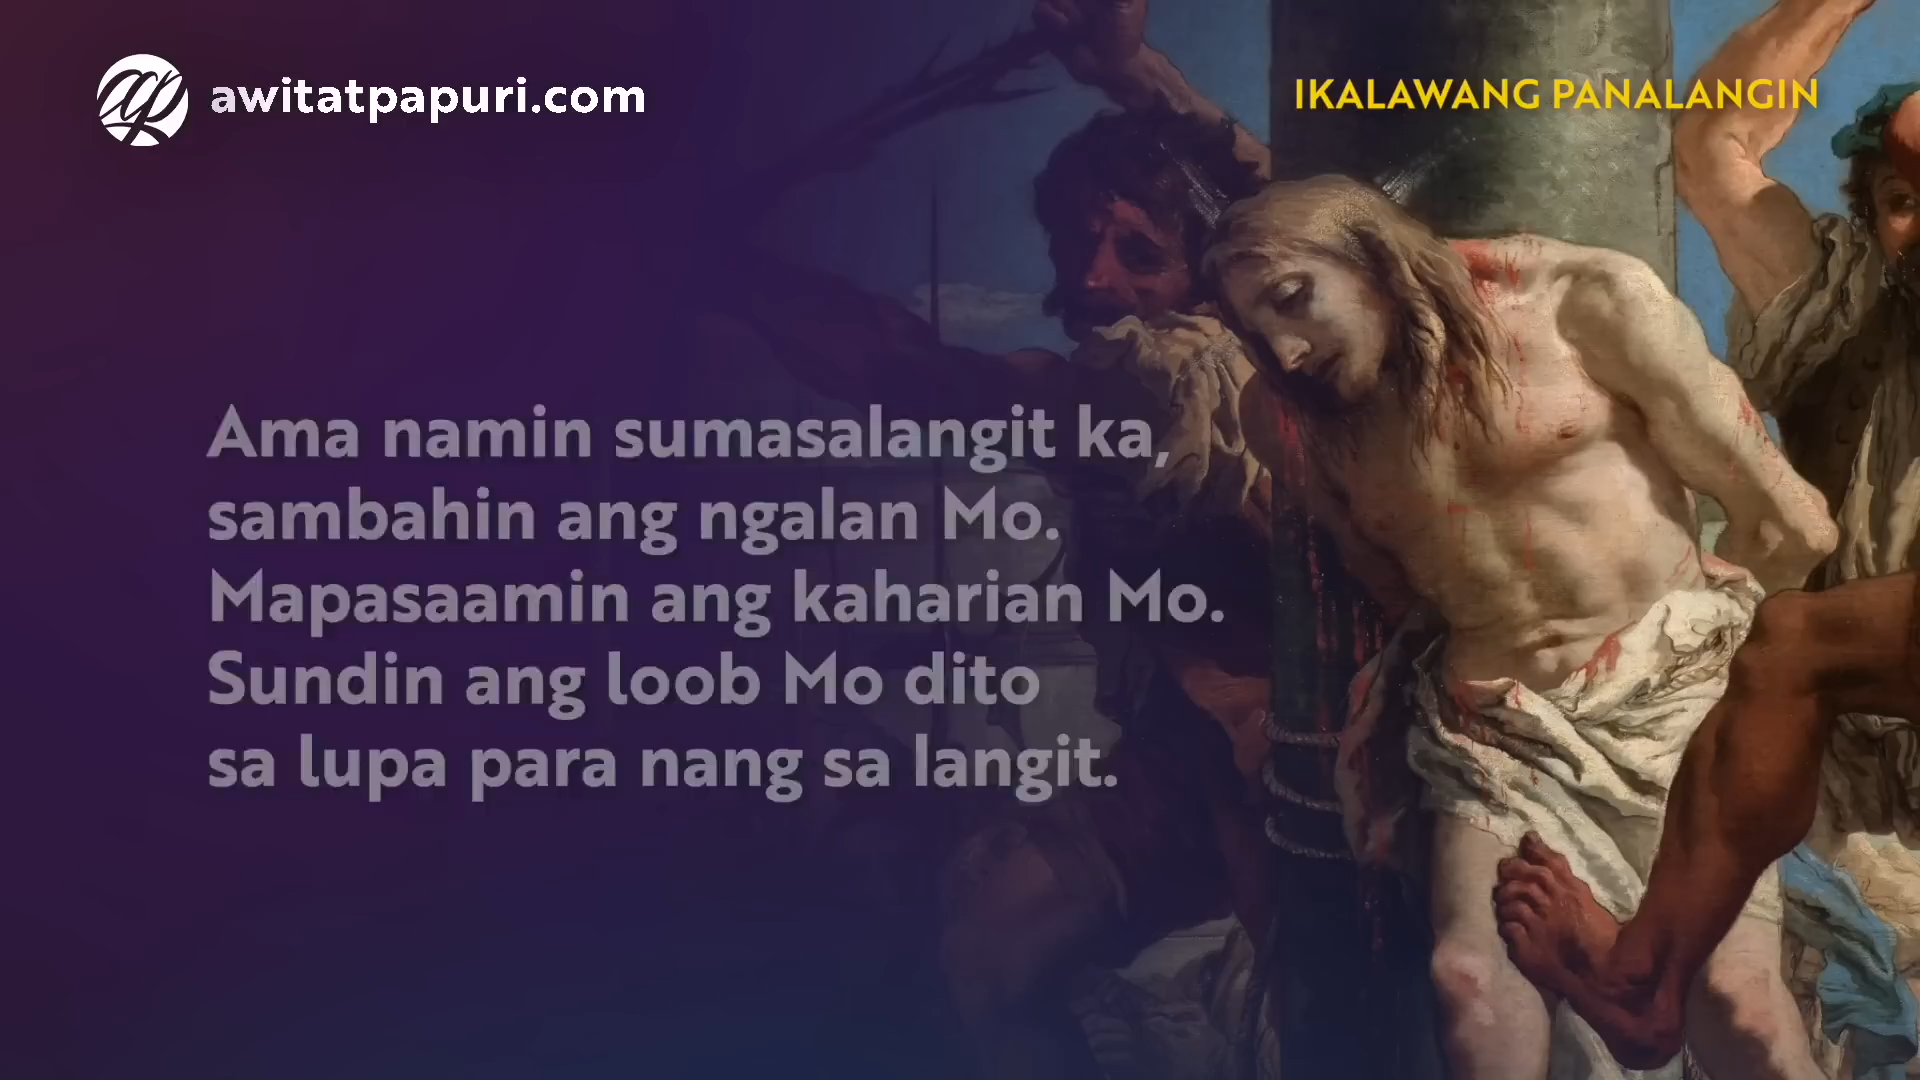 awitatpapuri.com
IKALAWANG PANALANGIN
Ama namin sumasalangit ka,
sambahin ang ngalan Mo.
Mapasaamin ang kaharian Mo.
Sundin ang loob Mo dito
sa lupa para nang sa langit.